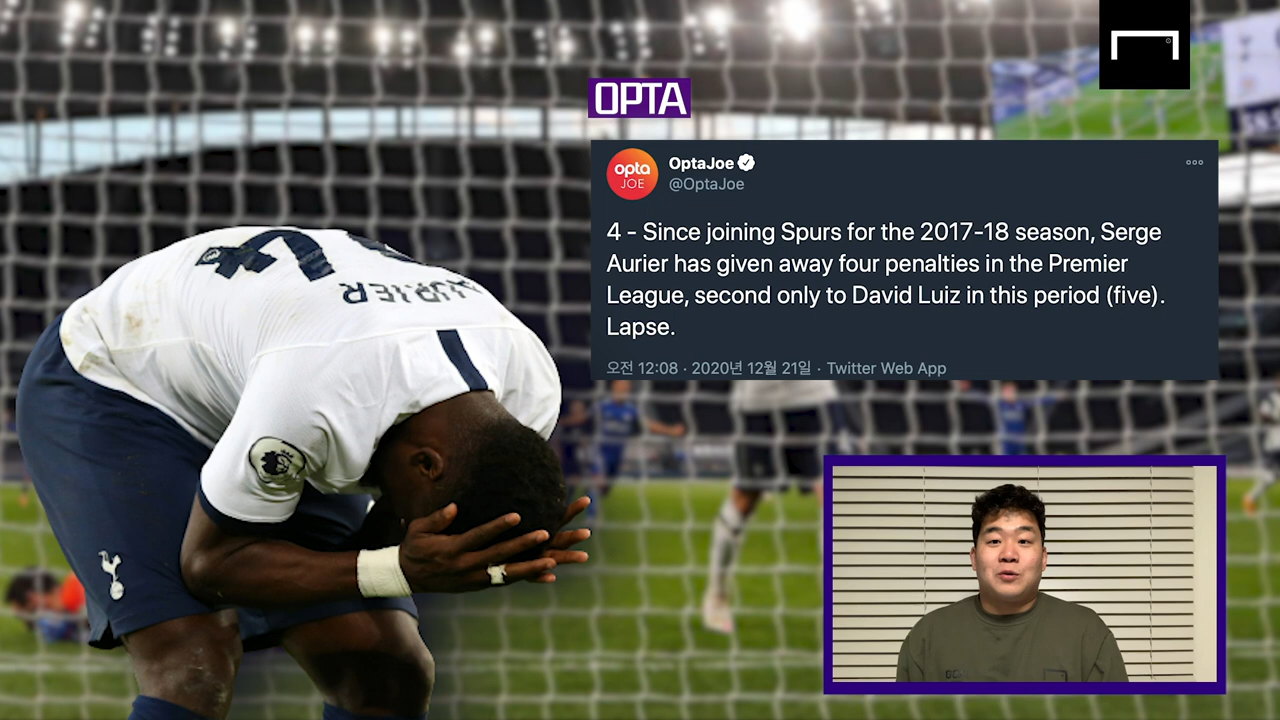 OPTA
opta
JOE
OptaJoe
@OptaJoe
4 - Since joining Spurs for the 2017-18 season, Serge
Aurier has given away four penalties in the Premier
League, second only to David Luiz in this period (five).
Lapse.
오전 12:08 · 2020년 12월 21일 · Twitter Web App
AURIER